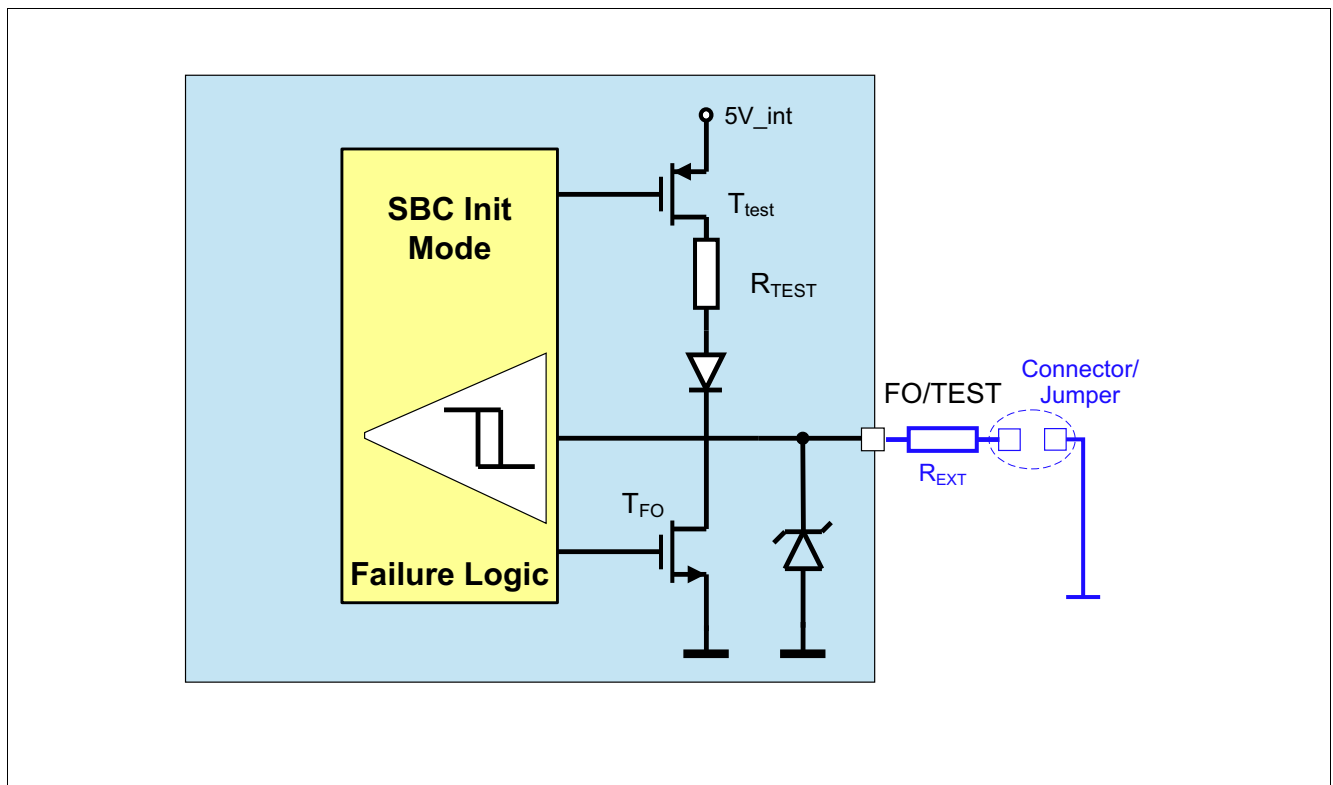 5V_int
SBC Init
Mode
Ttest
RTEST
Connector/
Jumper
FO/TEST
REXT
TFO
Failure Logic